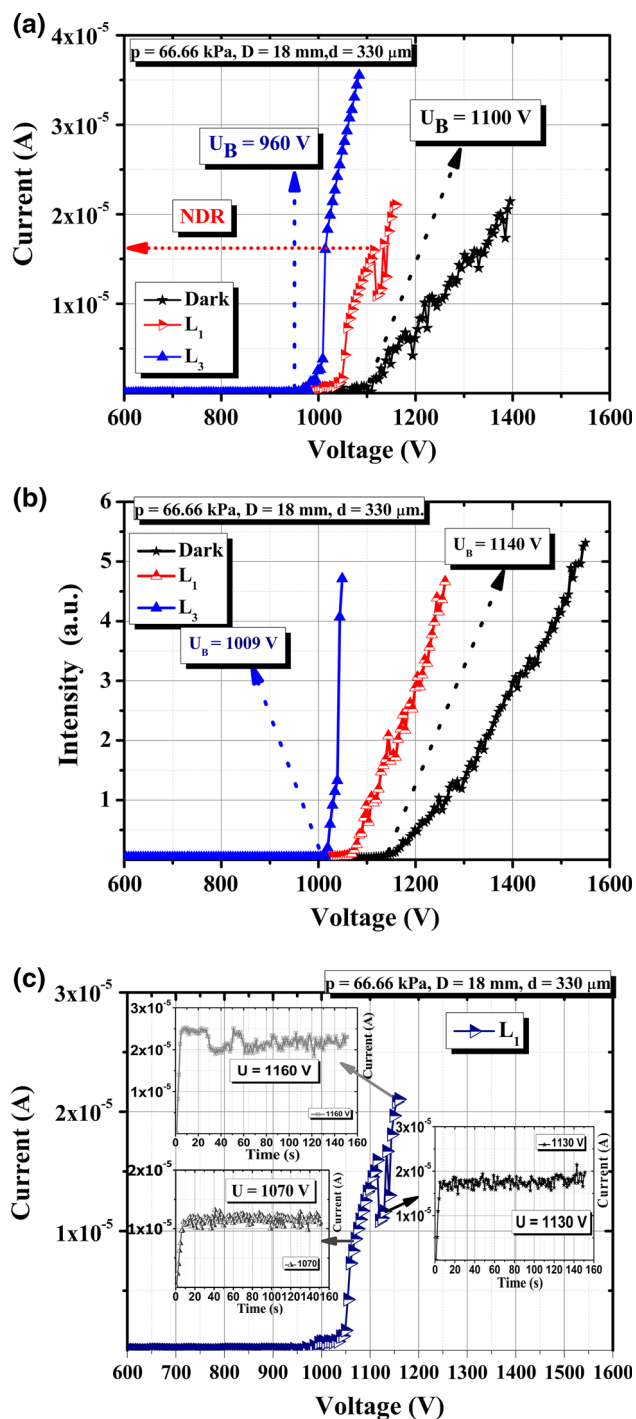 (a)
4x10⁻⁵
p = 66.66 kPa, D = 18 mm,d = 330 μm
3x10⁻⁵
U_B = 1100 V
U_B = 960 V
NDR
2x10⁻⁵
Dark
L₁
L₃
1x10⁻⁵
Current (A)
600 800 1000 1200 1400 1600
Voltage (V)
(b)
6
p = 66.66 kPa, D = 18 mm, d = 330 μm.
5
Dark
L₁
L₃
U_B = 1140 V
4
U_B = 1009 V
3
2
1
Intensity (a.u.)
600 800 1000 1200 1400 1600
Voltage (V)
(c)
p = 66.66 kPa, D = 18 mm, d = 330 μm
3x10⁻⁵
L₁
3x10⁻⁵
2x10⁻⁵
1x10⁻⁵
U = 1160 V
1160 V
Current (A)
0 20 40 60 80 100 120 140 160
Time (s)
2x10⁻⁵
2x10⁻⁵
1x10⁻⁵
U = 1070 V
1070
Current (A)
0 20 40 60 80 100 120 140 160
Time (s)
3x10⁻⁵
2x10⁻⁵
1x10⁻⁵
1130 V
U = 1130 V
Current (A)
0 20 40 60 80 100 120 140 160
Time (s)
1x10⁻⁵
Current (A)
600 700 800 900 1000 1100 1200 1300 1400 1500 1600
Voltage (V)